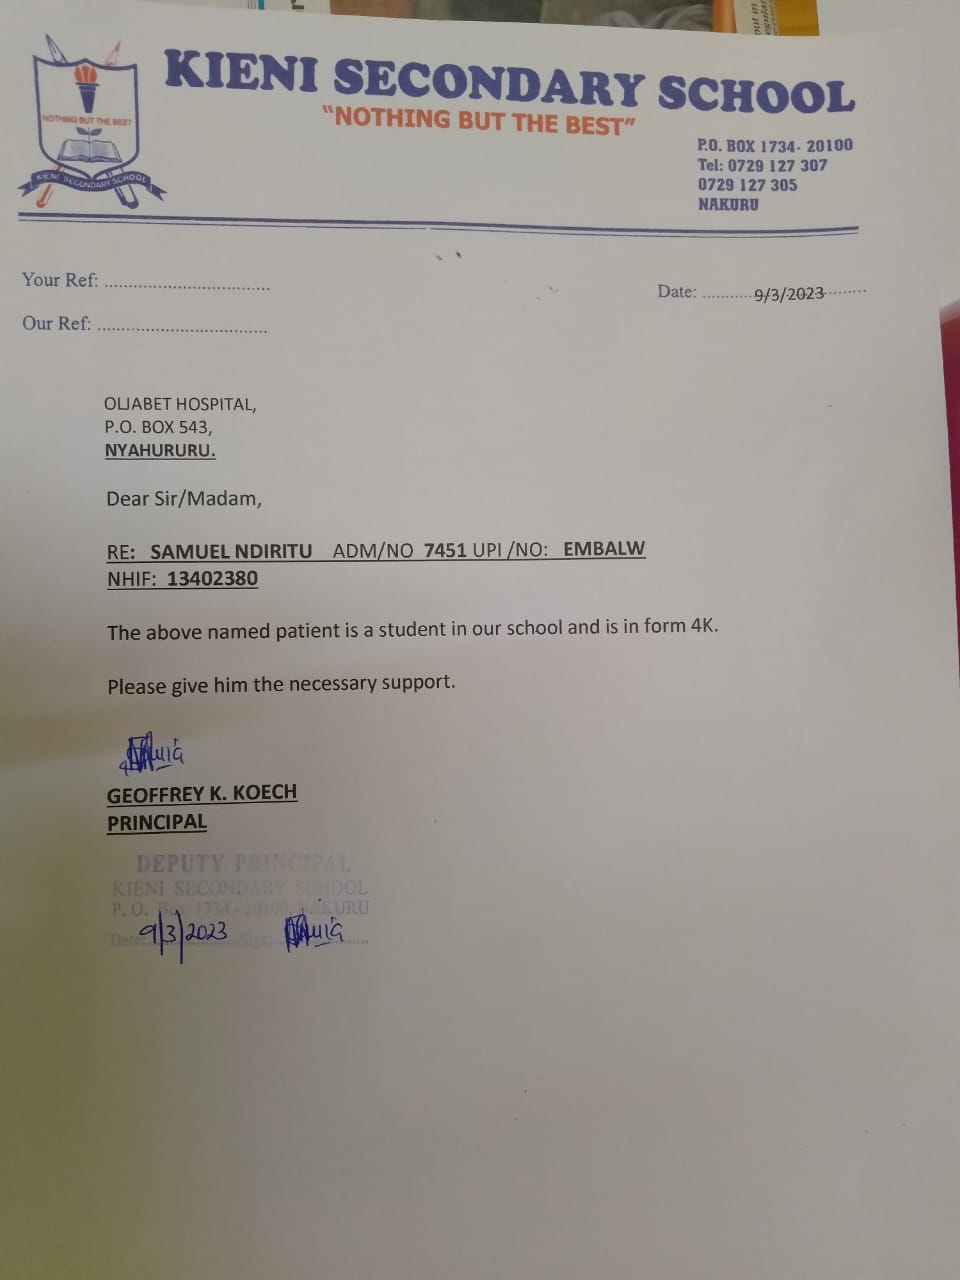 KIENI SECONDARY SCHOOL
"NOTHING BUT THE BEST"
NOTHING BUT THE BEST
KIENI SECONDARY SCHOOL
P.O. BOX 1734- 20100
Tel: 0729 127 307
0729 127 305
NAKURU
Your Ref: ..................................
Date: ...........9/3/2023.........
Our Ref: ..................................
OLJABET HOSPITAL,
P.O. BOX 543,
NYAHURURU.
Dear Sir/Madam,
RE: SAMUEL NDIRITU ADM/NO 7451 UPI /NO: EMBALW
NHIF: 13402380
The above named patient is a student in our school and is in form 4K.
Please give him the necessary support.
GEOFFREY K. KOECH
PRINCIPAL
DEPUTY PRINCIPAL
KIENI SECONDARY SCHOOL
P. O. Box 1734 - 20100, NAKURU
Date: 9/3/2023 Sign: